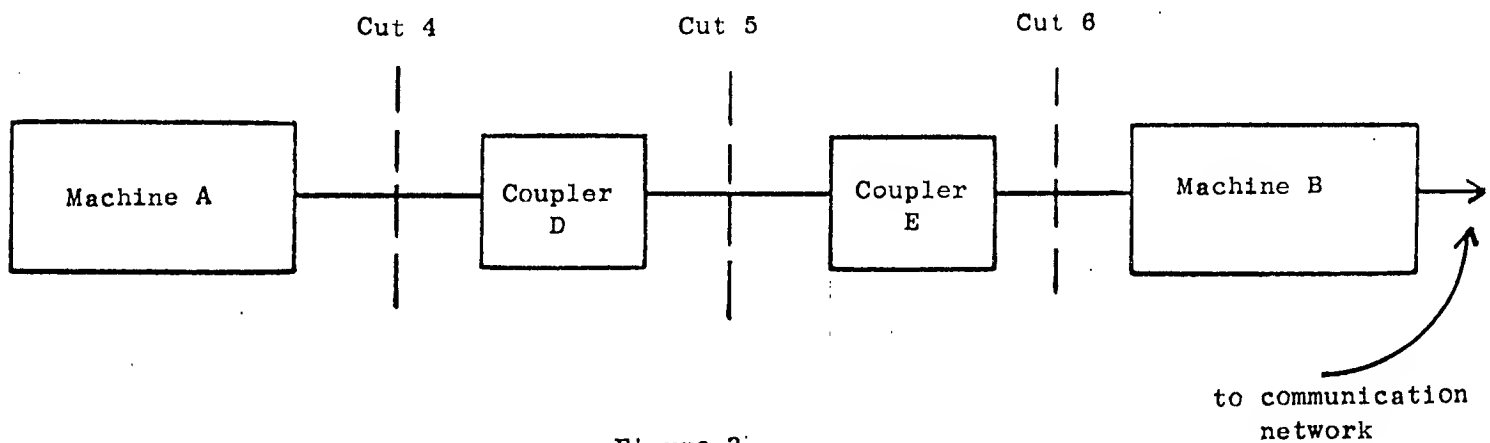 Cut 4
Cut 5
Cut 6
Machine A
Coupler
D
Coupler
E
Machine B
to communication
network